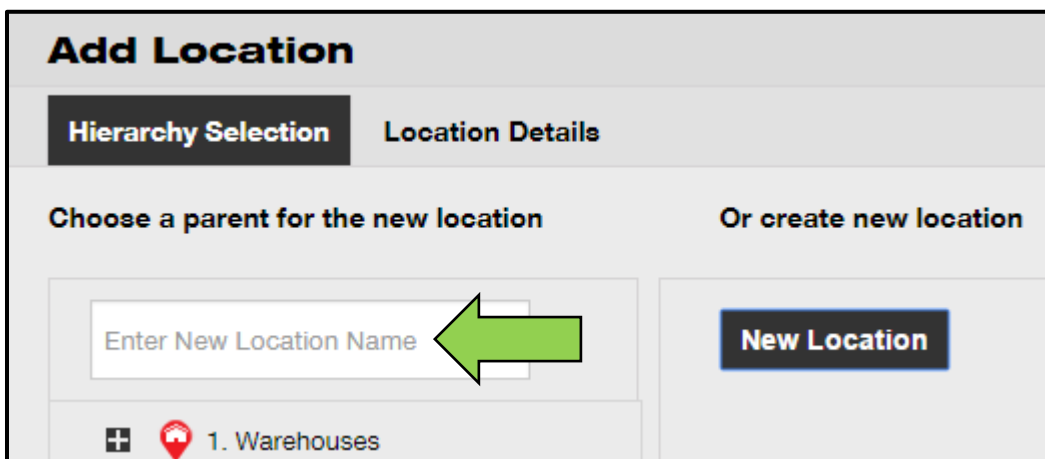 Add Location
Hierarchy Selection Location Details
Choose a parent for the new location Or create new location
Enter New Location Name New Location
1. Warehouses